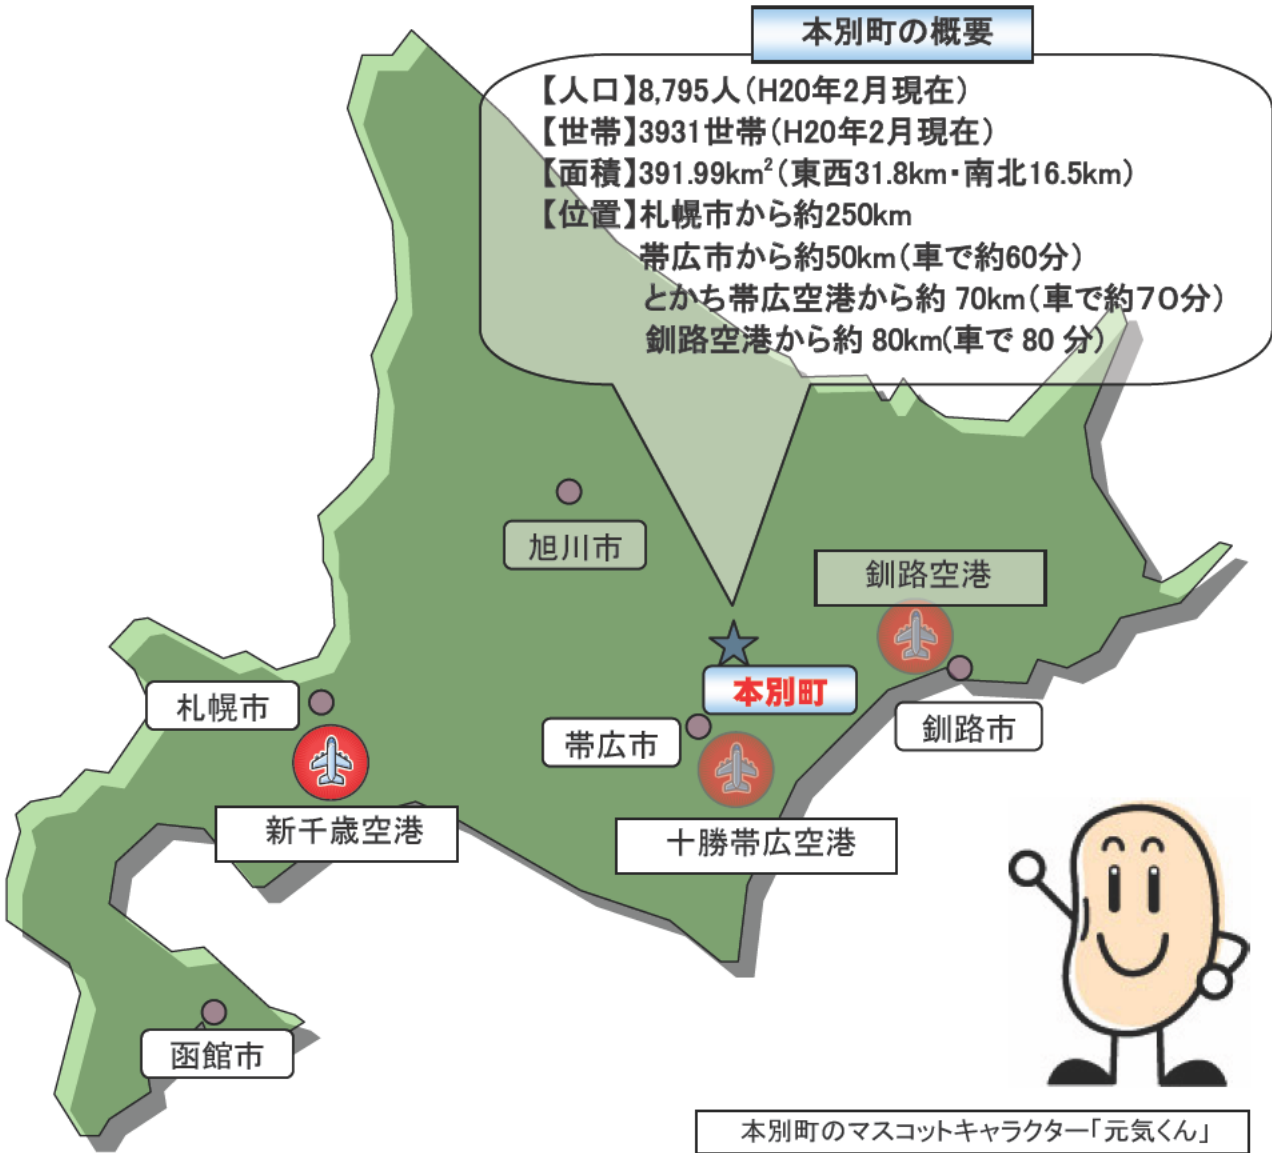 本別町の概要
【人口】8,795人(H20年2月現在)
【世帯】3931世帯(H20年2月現在)
【面積】391.99km²(東西31.8km・南北16.5km)
【位置】札幌市から約250km
帯広市から約50km(車で約60分)
とかち帯広空港から約 70km(車で約70分)
釧路空港から約 80km(車で 80 分)
旭川市
釧路空港
本別町
札幌市
釧路市
帯広市
新千歳空港
十勝帯広空港
函館市
本別町のマスコットキャラクター「元気くん」